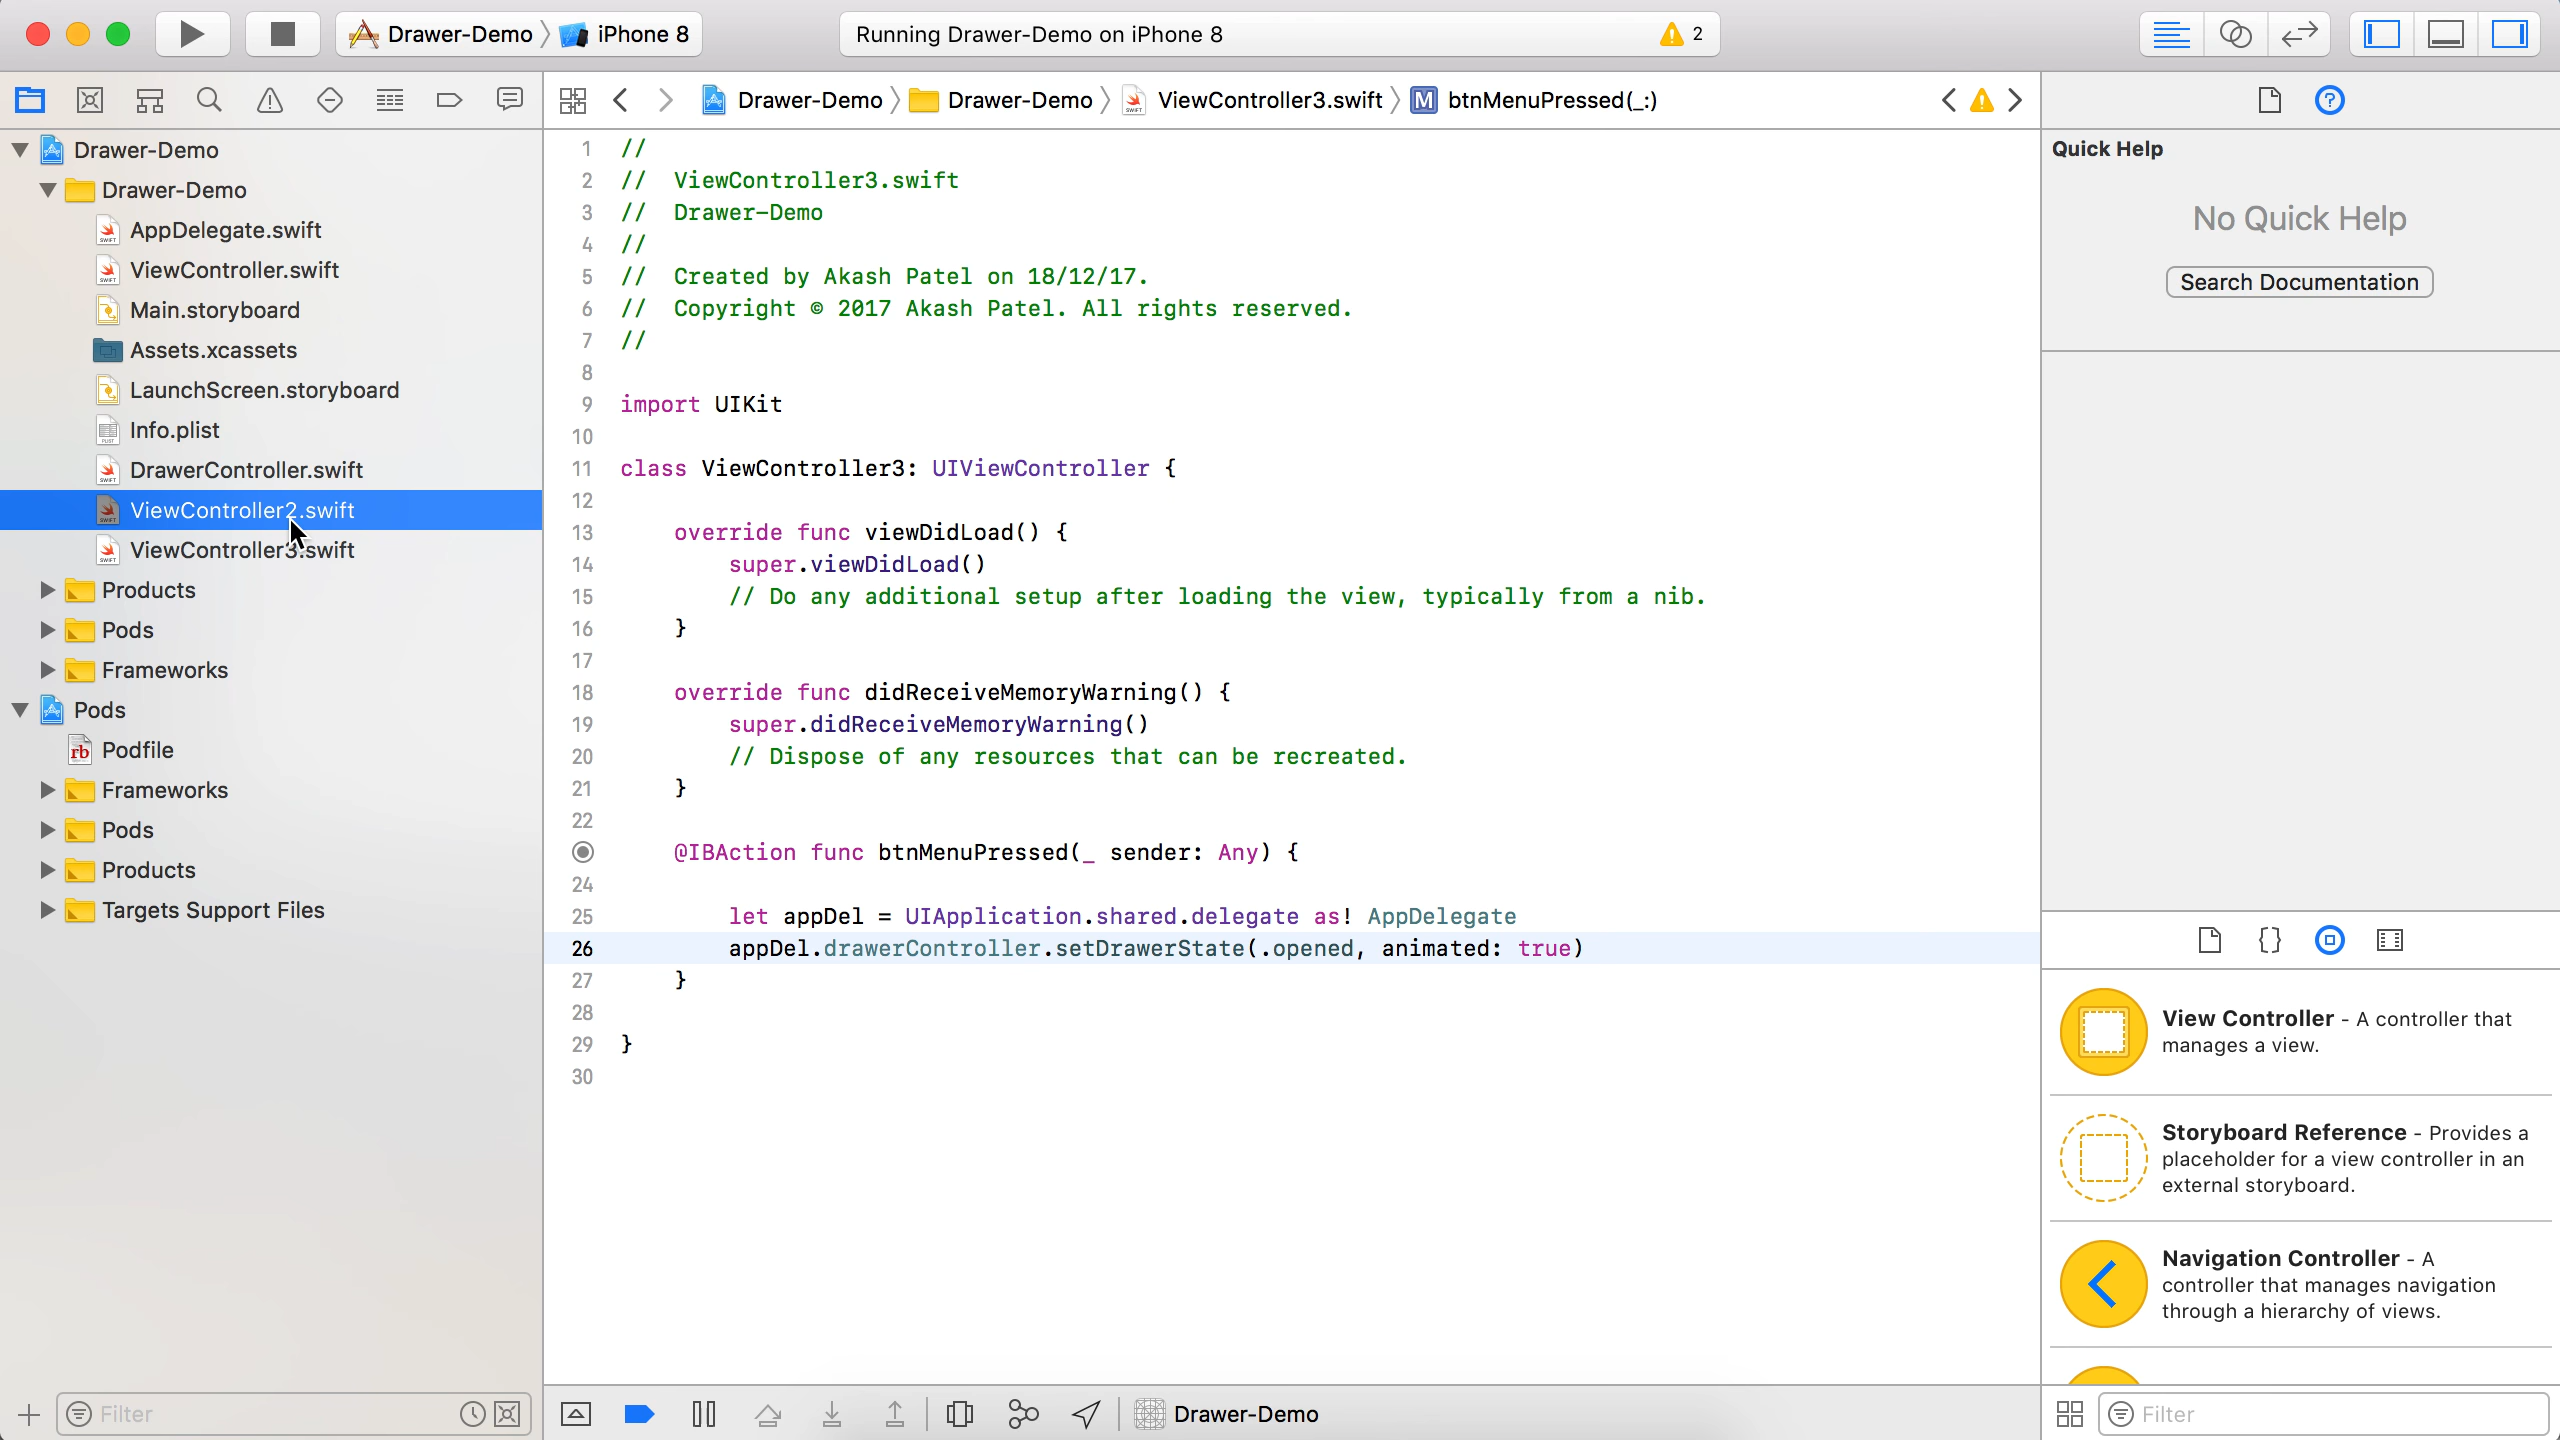 Drawer-Demo
iPhone 8
Running Drawer-Demo on iPhone 8
2
Drawer-Demo
Drawer-Demo
ViewController3.swift
M
btnMenuPressed(_:)
Drawer-Demo
Drawer-Demo
AppDelegate.swift
ViewController.swift
Main.storyboard
Assets.xcassets
LaunchScreen.storyboard
Info.plist
DrawerController.swift
ViewController2.swift
ViewController3.swift
Products
Pods
Frameworks
Pods
rb Podfile
Frameworks
Pods
Products
Targets Support Files
Filter
1 //
2 //  ViewController3.swift
3 //  Drawer-Demo
4 //
5 //  Created by Akash Patel on 18/12/17.
6 //  Copyright © 2017 Akash Patel. All rights reserved.
7 //
8
9 import UIKit
10
11 class ViewController3: UIViewController {
12
13     override func viewDidLoad() {
14         super.viewDidLoad()
15         // Do any additional setup after loading the view, typically from a nib.
16     }
17
18     override func didReceiveMemoryWarning() {
19         super.didReceiveMemoryWarning()
20         // Dispose of any resources that can be recreated.
21     }
22
@IBAction func btnMenuPressed(_ sender: Any) {
24
25         let appDel = UIApplication.shared.delegate as! AppDelegate
26         appDel.drawerController.setDrawerState(.opened, animated: true)
27     }
28
29 }
30
Drawer-Demo
Quick Help
No Quick Help
Search Documentation
{}
View Controller - A controller that
manages a view.
Storyboard Reference - Provides a
placeholder for a view controller in an
external storyboard.
Navigation Controller - A
controller that manages navigation
through a hierarchy of views.
Filter